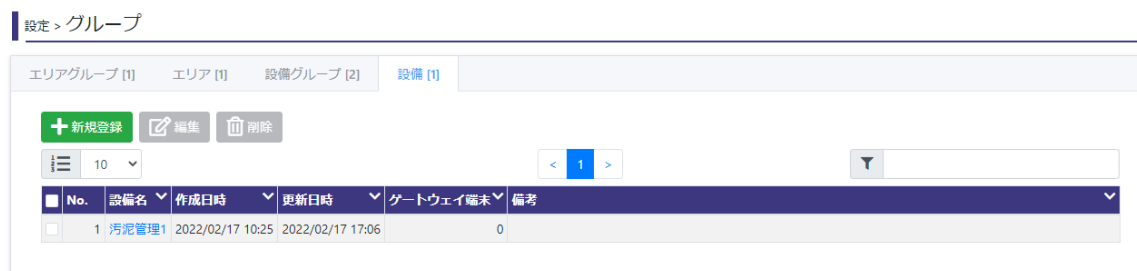 設定 > グループ
エリアグループ [1] エリア [1] 設備グループ [2] 設備 [1]
新規登録 編集 削除
10 < 1 >
No. 設備名 作成日時 更新日時 ゲートウェイ端末 備考
1 汚泥管理1 2022/02/17 10:25 2022/02/17 17:06 0